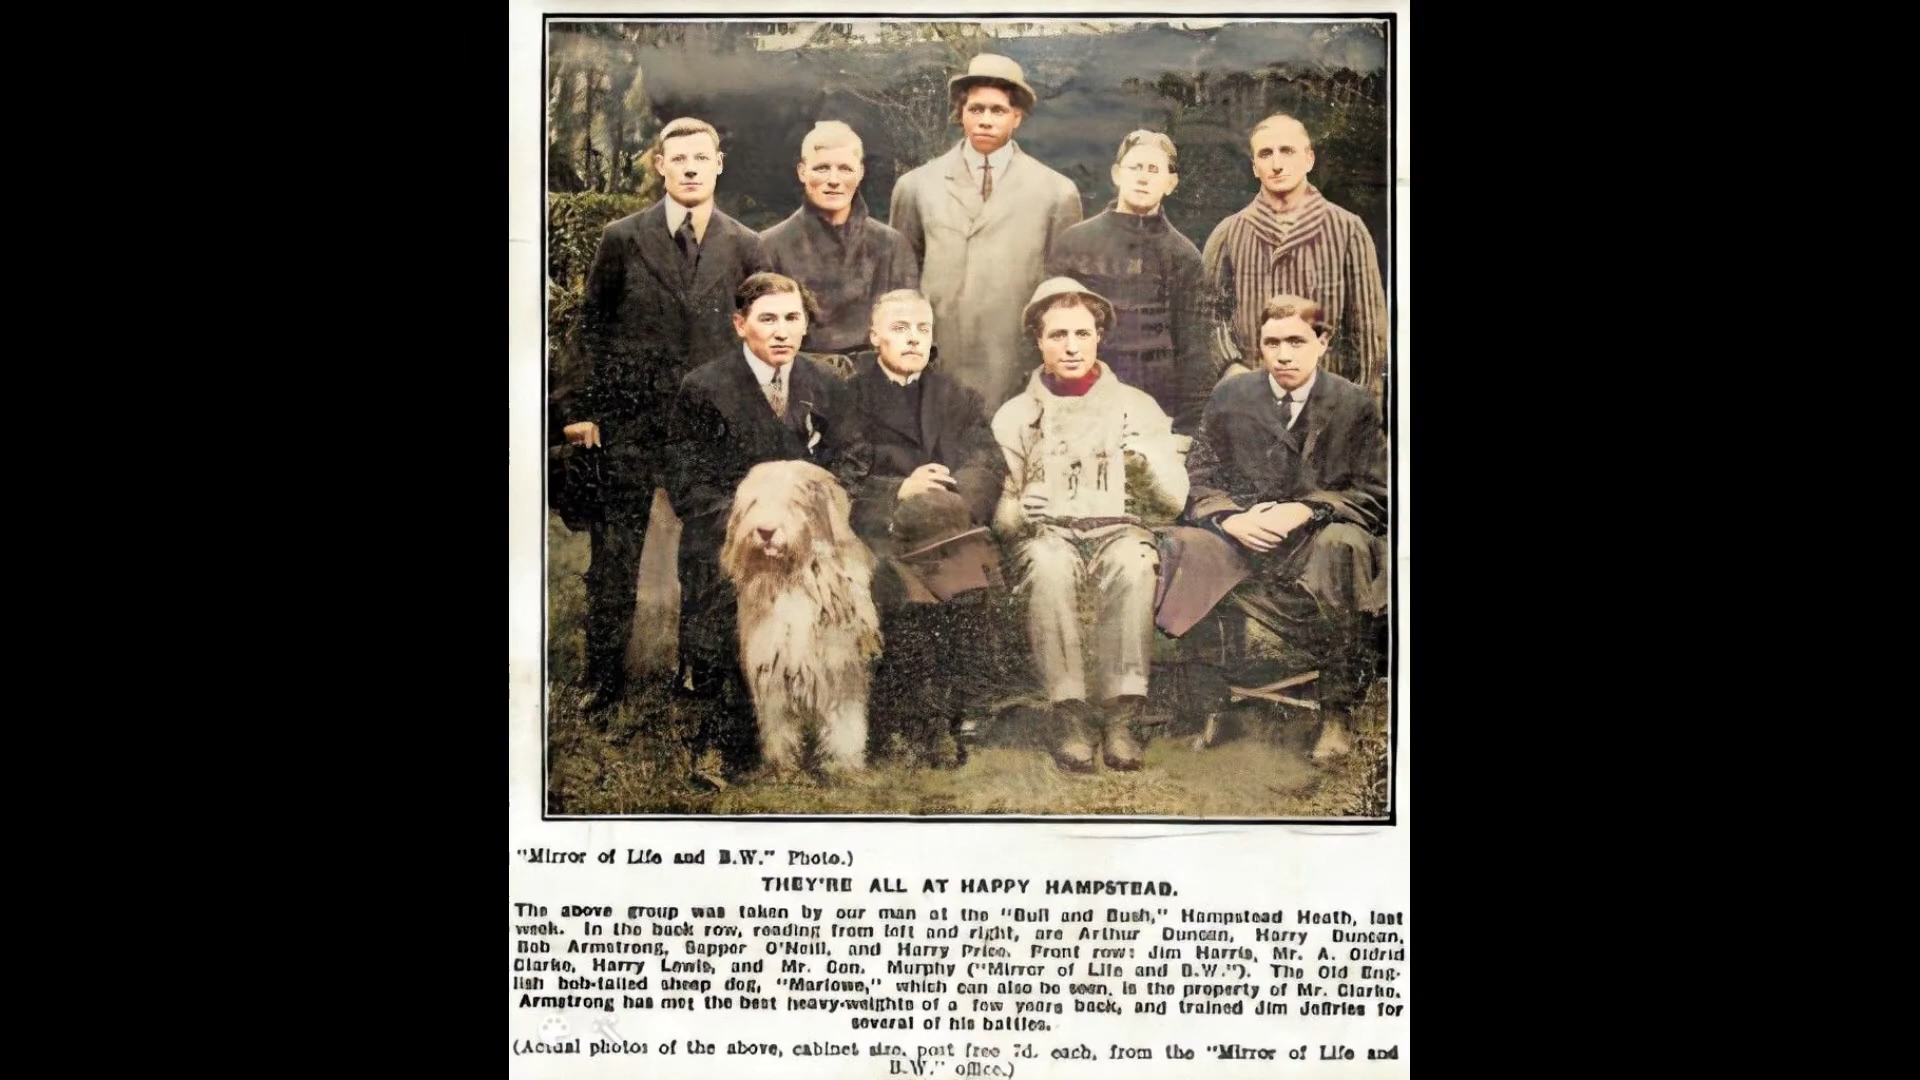 "Mirror of Life and B.W." Photo.)
THEY'RE ALL AT HAPPY HAMPSTEAD.
The above group was taken by our man at the "Bull and Bush," Hampstead Heath, last
week. In the back row, reading from left and right, are Arthur Duncan, Harry Duncan,
Bob Armstrong, Sapper O'Neill, and Harry Price. Front row: Jim Harris, Mr. A. Oldrid
Clarke, Harry Lewis, and Mr. Con. Murphy ("Mirror of Life and B.W."). The Old Eng-
lish bob-tailed sheep dog, "Marlowe," which can also be seen, is the property of Mr. Clarke.
Armstrong has met the best heavy-weights of a few years back, and trained Jim Jeffries for
several of his battles.
(Actual photos of the above, cabinet size, post free 7d. each, from the "Mirror of Life and
B.W." office.)